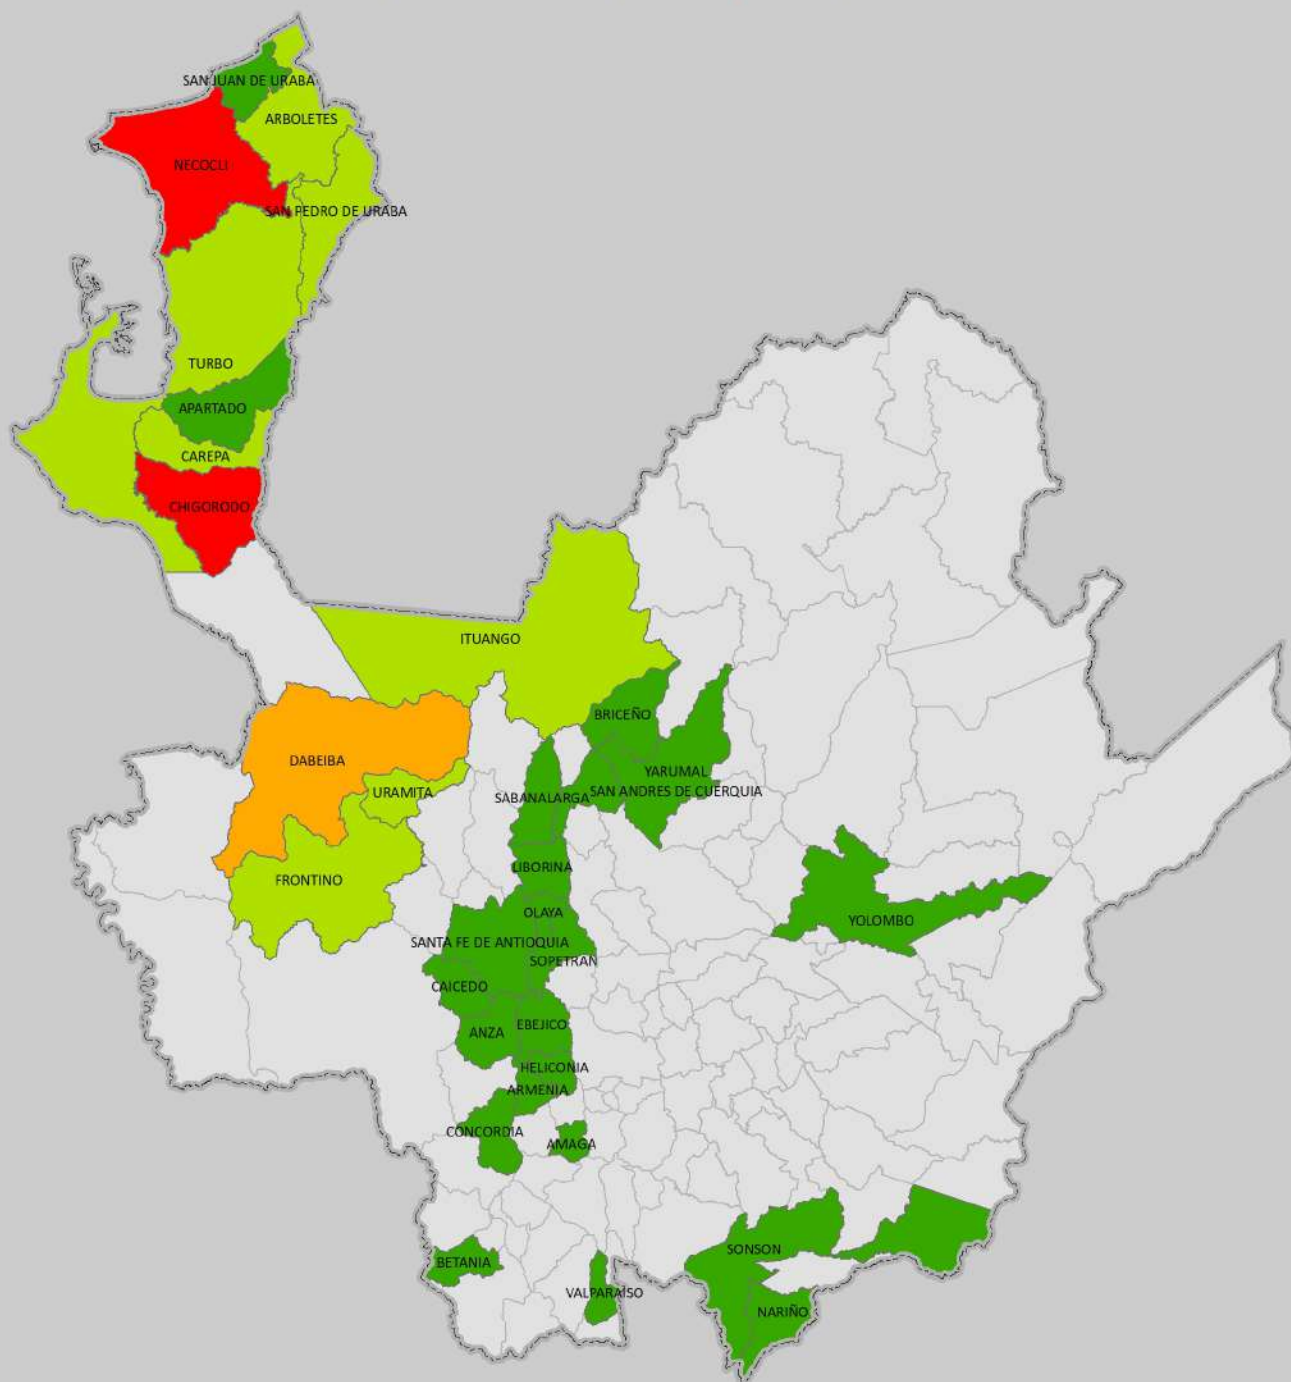 SAN JUAN DE URABA
ARBOLETES
NECOCLI
SAN PEDRO DE URABA
TURBO
APARTADO
CAREPA
CHIGORODO
ITUANGO
BRICEÑO
DABEIBA
YARUMAL
URAMITA
SAN ANDRES DE CUERQUIA
SABANALARGA
LIBORINA
FRONTINO
OLAYA
YOLOMBO
SANTA FE DE ANTIOQUIA
SOPETRAN
CAICEDO
EBEJICO
ANZA
HELICONIA
ARMENIA
CONCORDIA
AMAGA
SONSON
BETANIA
VALPARAISO
NARIÑO